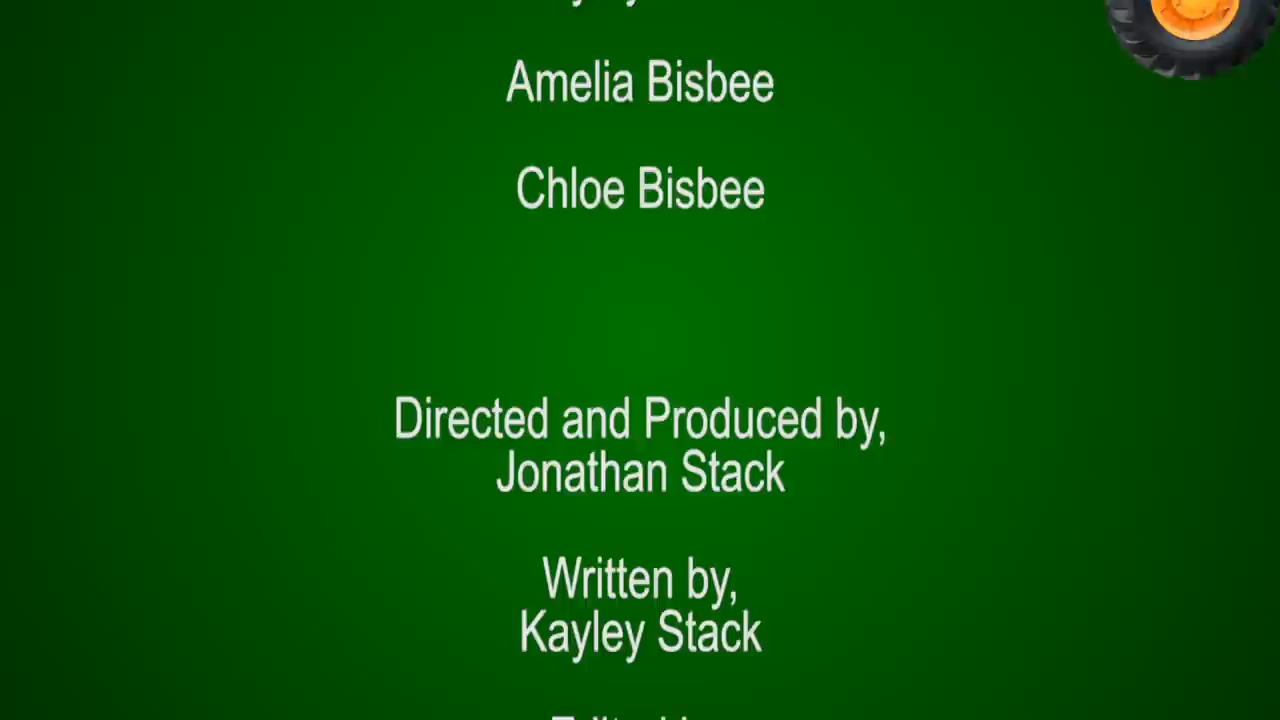 Amelia Bisbee
Chloe Bisbee
Directed and Produced by,
Jonathan Stack
Written by,
Kayley Stack